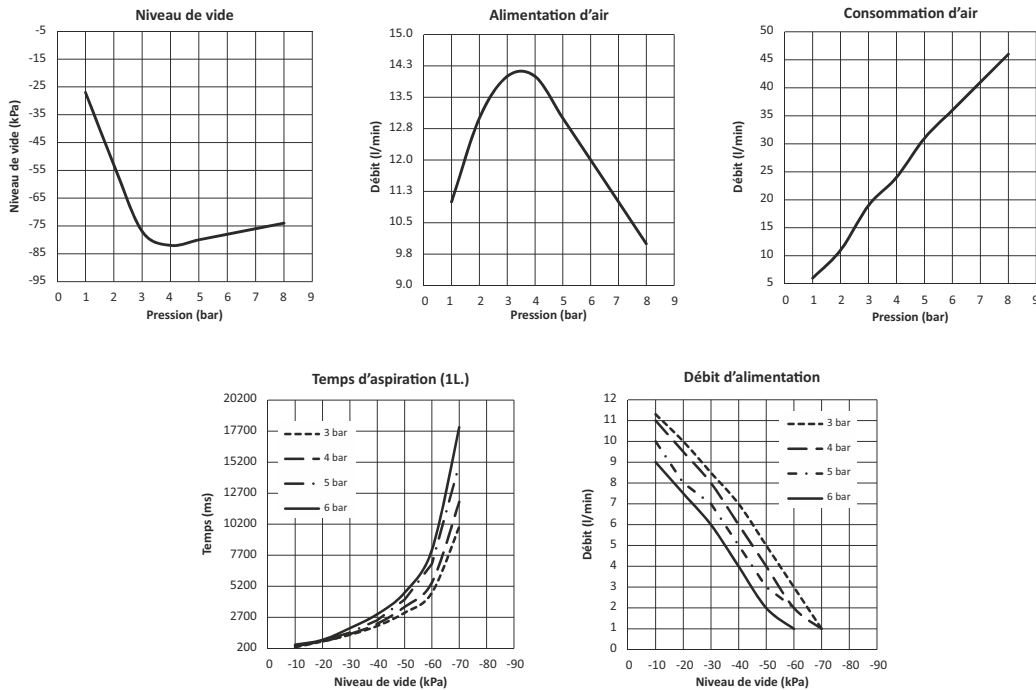 Niveau de vide
Niveau de vide (kPa)
-5
-15
-25
-35
-45
-55
-65
-75
-85
-95
0 1 2 3 4 5 6 7 8 9
Pression (bar)
Alimentation d'air
Débit (l/min)
15.0
14.3
13.5
12.8
12.0
11.3
10.5
9.8
9.0
0 1 2 3 4 5 6 7 8 9
Pression (bar)
Consommation d'air
Débit (l/min)
50
45
40
35
30
25
20
15
10
5
0 1 2 3 4 5 6 7 8 9
Pression (bar)
Temps d'aspiration (1L.)
Temps (ms)
20200
17700
15200
12700
10200
7700
5200
2700
200
3 bar
4 bar
5 bar
6 bar
0 -10 -20 -30 -40 -50 -60 -70 -80 -90
Niveau de vide (kPa)
Débit d'alimentation
Débit (l/min)
12
11
10
9
8
7
6
5
4
3
2
1
0
3 bar
4 bar
5 bar
6 bar
0 -10 -20 -30 -40 -50 -60 -70 -80 -90
Niveau de vide (kPa)